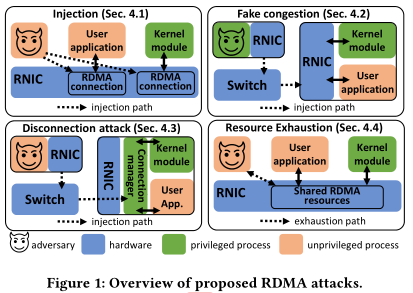 Injection (Sec. 4.1)
User
application
Kernel
module
RNIC
RDMA
connection
RDMA
connection
injection path
Fake congestion (Sec. 4.2)
RNIC
Switch
RNIC
Kernel
module
User
application
injection path
Disconnection attack (Sec. 4.3)
RNIC
Switch
RNIC
Connection
manager
Kernel
module
User
App.
injection path
Resource Exhaustion (Sec. 4.4)
User
application
Kernel
module
RNIC
Shared RDMA
resources
exhaustion path
adversary hardware privileged process unprivileged process
Figure 1: Overview of proposed RDMA attacks.